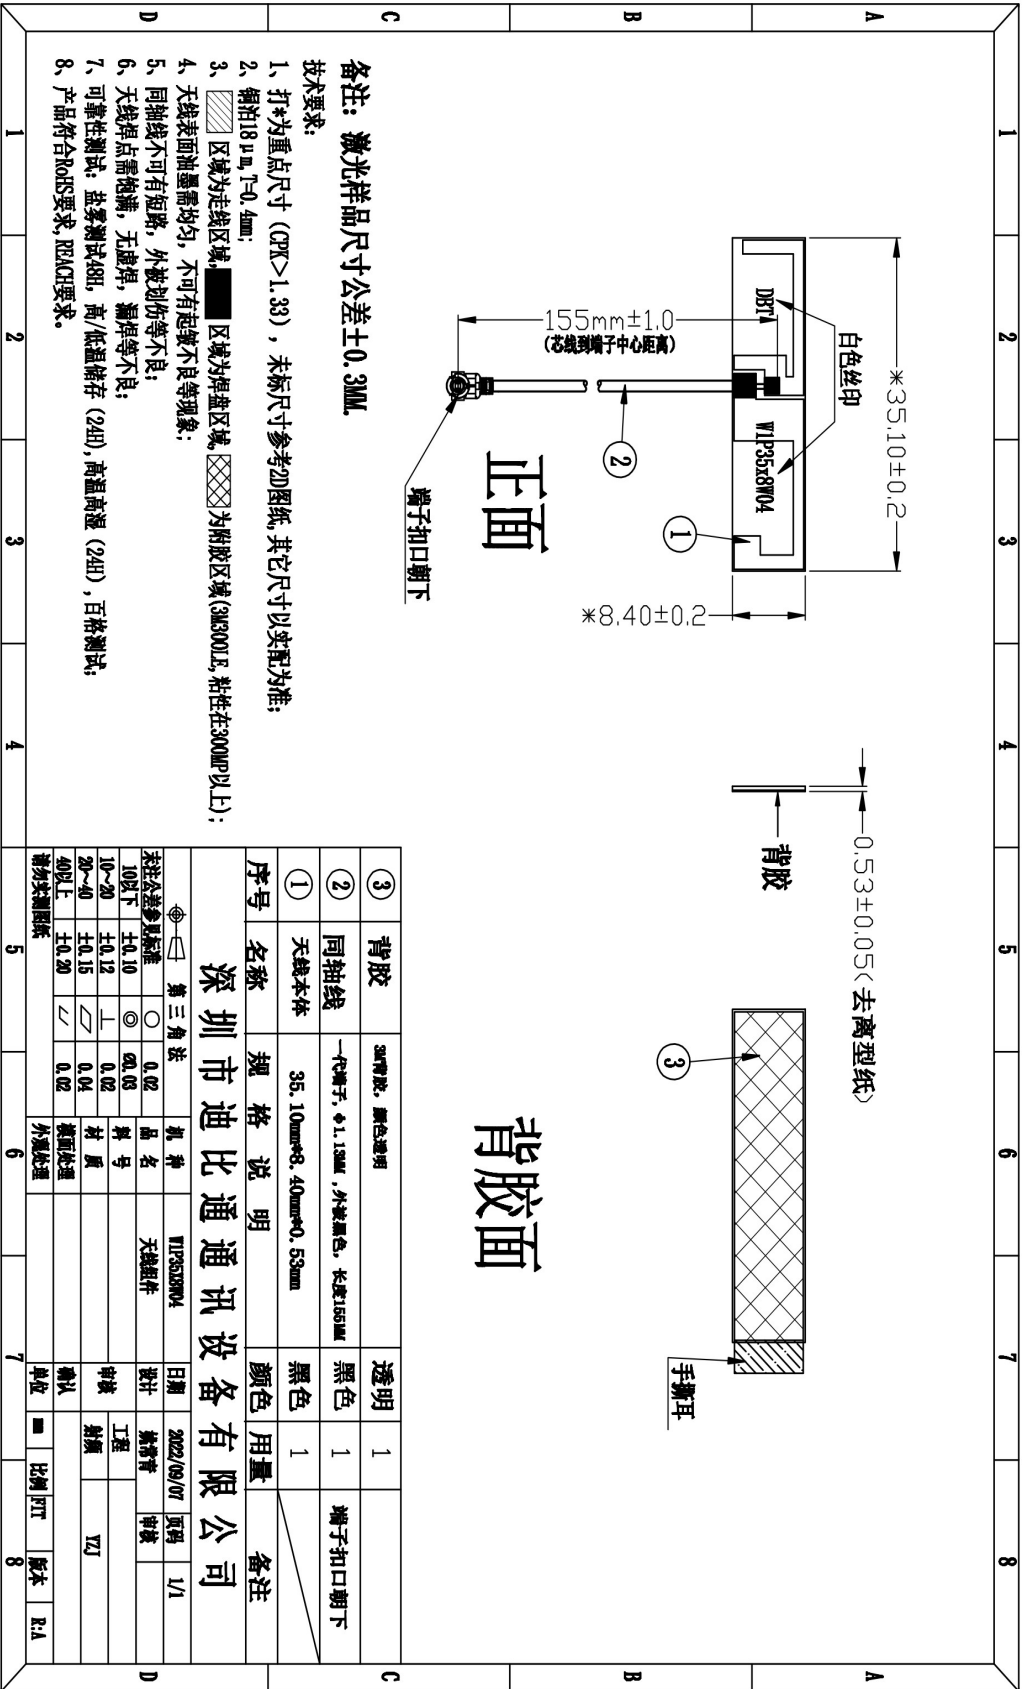 1 2 3 4 5 6 7 8
A
B
C
D
*35.10±0.2
白色丝印
DBT
W1P35x8W04
①
*8.40±0.2
155mm±1.0
(芯线到端子中心距离)
②
端子扣口朝下
正面
0.53±0.05(去离型纸)
背胶
③
手撕耳
背胶面
备注：激光样品尺寸公差±0.3MM.
技术要求:
1、打*为重点尺寸（CPK>1.33），未标尺寸参考2D图纸,其它尺寸以实配为准;
2、铜泊18μm,T=0.4mm;
3、 区域为走线区域, 区域为焊盘区域, 为附胶区域(3M300LE,粘性在300MP以上);
4、天线表面油墨需均匀，不可有起皱不良等现象;
5、同轴线不可有短路，外被划伤等不良;
6、天线焊点需饱满，无虚焊，漏焊等不良;
7、可靠性测试：盐雾测试48H，高/低温储存（24H),高温高湿（24H）,百格测试;
8、产品符合RoHS要求,REACH要求。
③ 背胶 3M背胶，颜色透明 透明 1
② 同轴线 一代端子，φ1.13MM，外被黑色，长度155MM 黑色 1 端子扣口朝下
① 天线本体 35.10mm*8.40mm*0.53mm 黑色 1
序号 名称 规格说明 颜色 用量 备注
深圳市迪比通通讯设备有限公司
第三角法 机种 W1P35X8W04 日期 2022/09/07 页码 1/1
未注公差参见标准 ○ 0.02 品名 天线组件 设计 审核
10以下 ±0.10 ◎ Ø0.03 料号 审核 工程
10~20 ±0.12 ⊥ 0.02 材质 射频 YZJ
20~40 ±0.15 ▱ 0.04 模面处理 确认
40以上 ±0.20 // 0.02 外观处理 单位 mm 比例 FIT 版本 R:A
请勿实测图纸
1 2 3 4 5 6 7 8
A
B
C
D